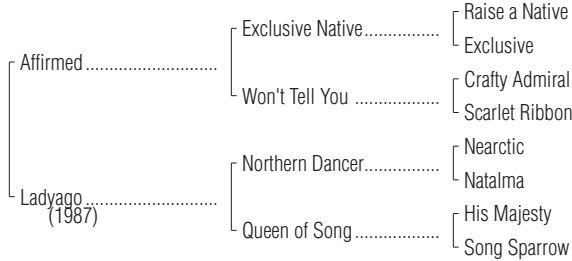 Raise a Native
Exclusive Native.................
Exclusive
Affirmed ............................
Crafty Admiral
Won't Tell You ..................
Scarlet Ribbon
Nearctic
Northern Dancer................
Natalma
Ladyago ............................
(1987)
His Majesty
Queen of Song ..................
Song Sparrow